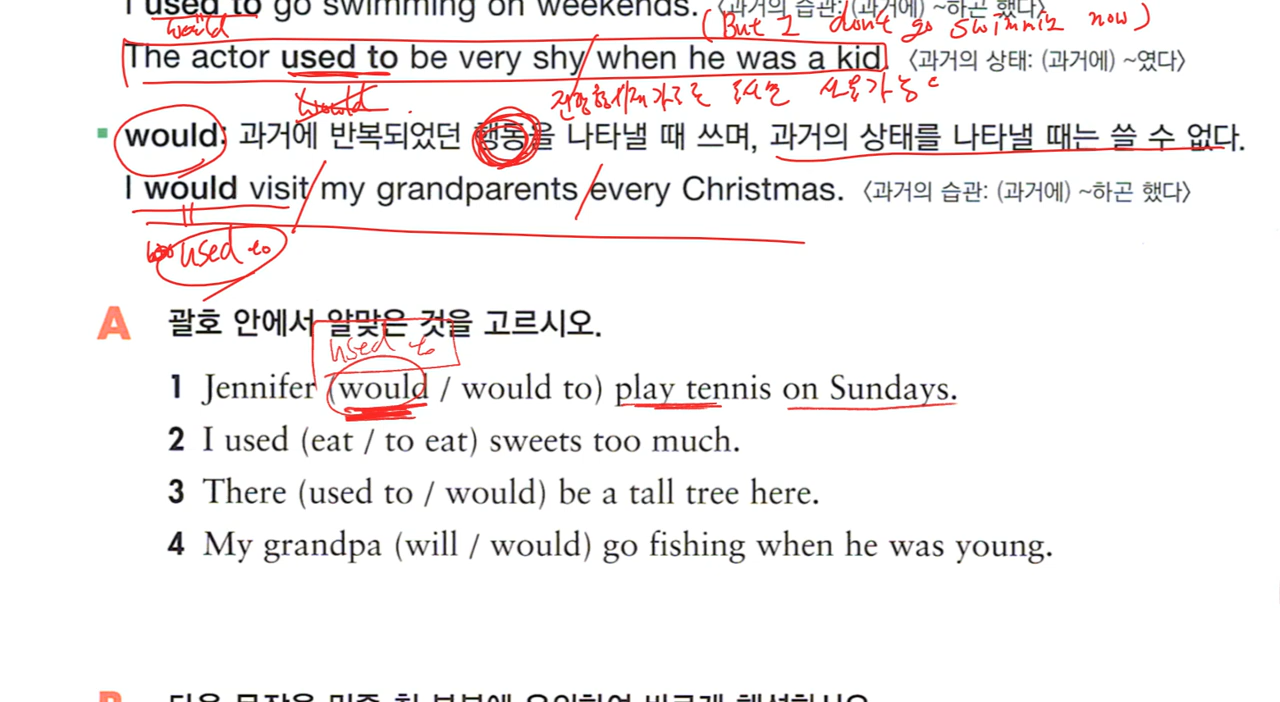 I used to go swimming on weekends. 〈과거의 습관: (과거에) ~하곤 했다〉
would (But I don't go swimming now)
The actor used to be very shy/when he was a kid. 〈과거의 상태: (과거에) ~였다〉
would
would: 과거에 반복되었던 행동을 나타낼 때 쓰며, 과거의 상태를 나타낼 때는 쓸 수 없다.
I would visit/my grandparents/every Christmas. 〈과거의 습관: (과거에) ~하곤 했다〉
used to
A 괄호 안에서 알맞은 것을 고르시오.
used to
1 Jennifer (would / would to) play tennis on Sundays.
2 I used (eat / to eat) sweets too much.
3 There (used to / would) be a tall tree here.
4 My grandpa (will / would) go fishing when he was young.